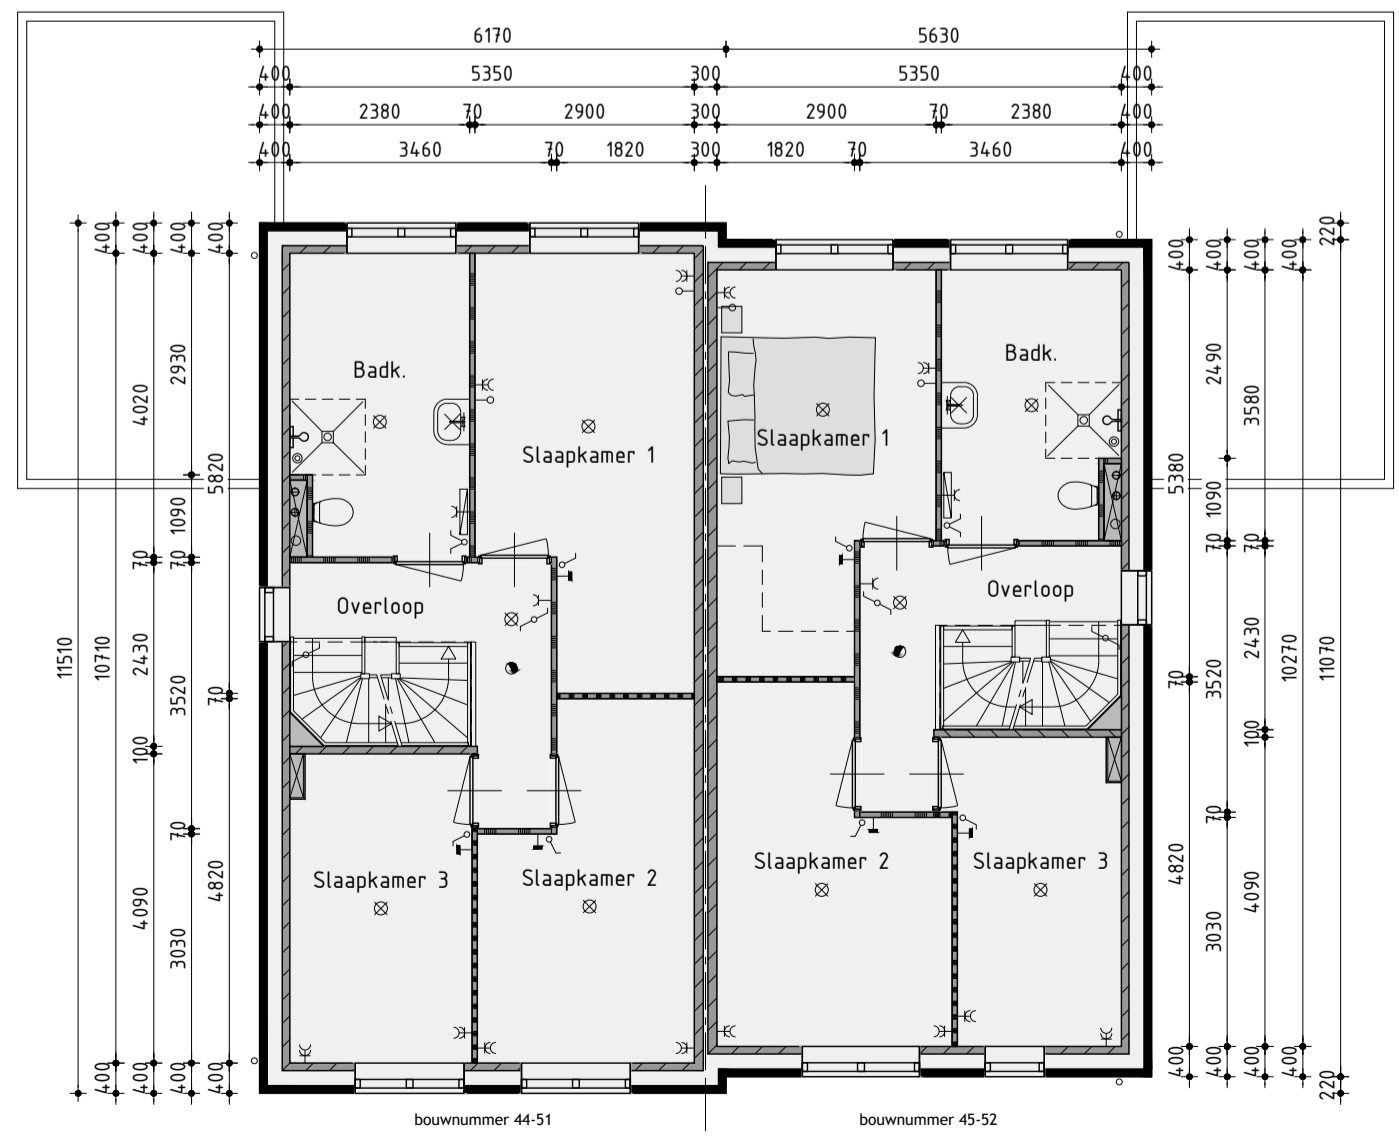 6170 5630
400 5350 300 5350 400
400 2380 70 2900 300 2900 70 2380 400
400 3460 70 1820 300 1820 70 3460 400
400 400 400 400
400 400 400 400 220
11510
10710
4020 70 2430 100 4090
2930 1090 70 3520 70 3030
5820 70 4820
400 400 400 400
Badk.
Slaapkamer 1
Overloop
Slaapkamer 3
Slaapkamer 2
Slaapkamer 1
Badk.
Overloop
Slaapkamer 2
Slaapkamer 3
5380 70 4820
2490 1090 70 3520 70 3030
3580 70 2430 100 4090
10270
11070
400 400 400 400 220
bouwnummer 44-51 bouwnummer 45-52